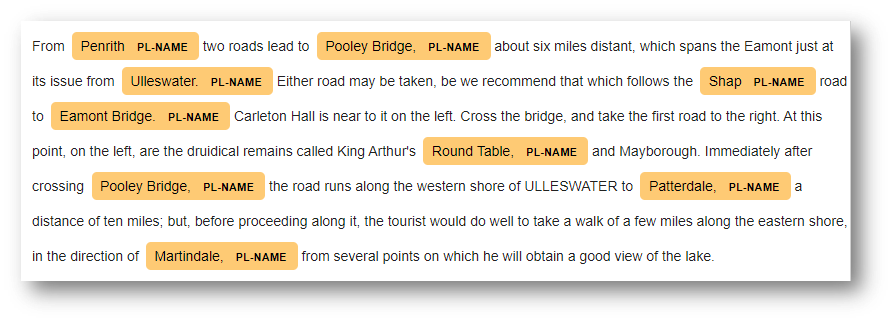 From Penrith PL-NAME two roads lead to Pooley Bridge, PL-NAME about six miles distant, which spans the Eamont just at
its issue from Ulleswater. PL-NAME Either road may be taken, be we recommend that which follows the Shap PL-NAME road
to Eamont Bridge. PL-NAME Carleton Hall is near to it on the left. Cross the bridge, and take the first road to the right. At this
point, on the left, are the druidical remains called King Arthur's Round Table, PL-NAME and Mayborough. Immediately after
crossing Pooley Bridge, PL-NAME the road runs along the western shore of ULLESWATER to Patterdale, PL-NAME a
distance of ten miles; but, before proceeding along it, the tourist would do well to take a walk of a few miles along the eastern shore,
in the direction of Martindale, PL-NAME from several points on which he will obtain a good view of the lake.